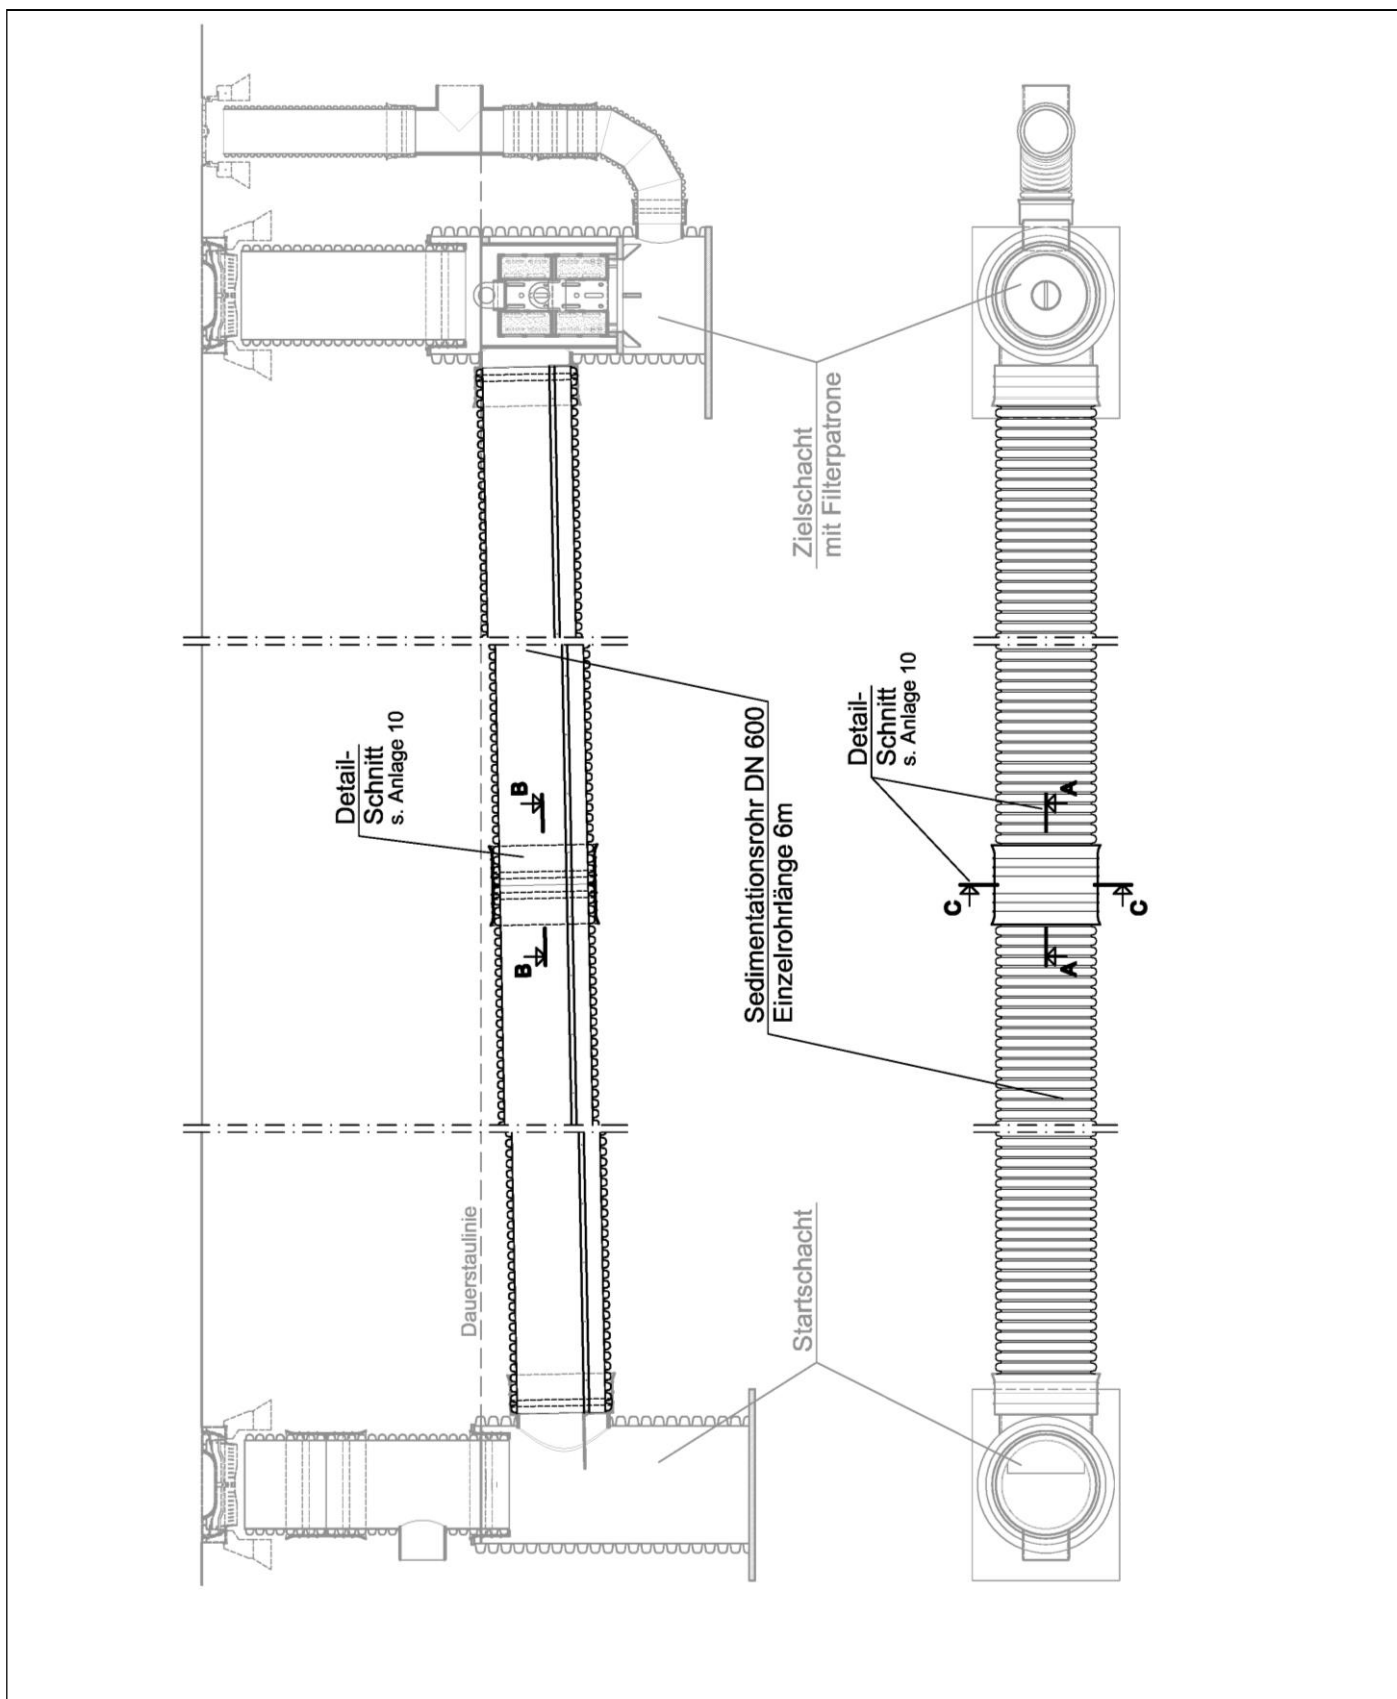 Zielschacht
mit Filterpatrone
Detail-
Schnitt
s. Anlage 10
B
B
Sedimentationsrohr DN 600
Einzelrohrlänge 6m
Detail-
Schnitt
s. Anlage 10
A
A
C
C
Dauerstaulinie
Startschacht